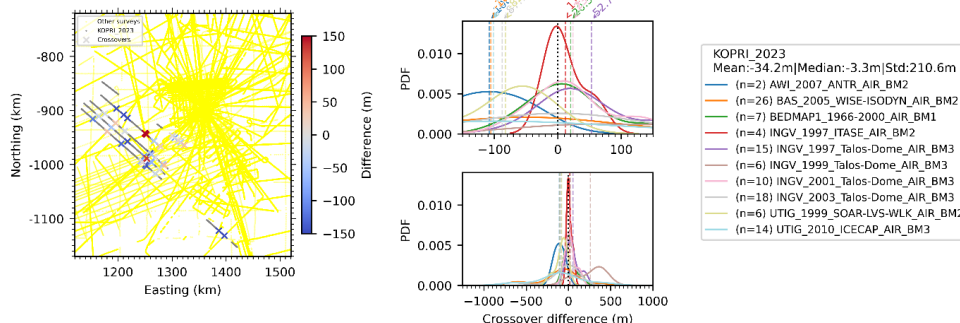 Other surveys
KOPRI_2023
Crossovers
-800
-900
-1000
-1100
Northing (km)
1200
1300
1400
1500
Easting (km)
150
100
50
0
−50
−100
−150
Difference (m)
PDF
0.010
0.005
0.000
−100
0
100
PDF
0.010
0.005
0.000
−1000
−500
0
500
1000
Crossover difference (m)
KOPRI_2023
Mean:-34.2m|Median:-3.3m|Std:210.6m
(n=2) AWI_2007_ANTR_AIR_BM2
(n=26) BAS_2005_WISE-ISODYN_AIR_BM2
(n=7) BEDMAP1_1966-2000_AIR_BM1
(n=4) INGV_1997_ITASE_AIR_BM2
(n=15) INGV_1997_Talos-Dome_AIR_BM3
(n=6) INGV_1999_Talos-Dome_AIR_BM3
(n=10) INGV_2001_Talos-Dome_AIR_BM3
(n=18) INGV_2003_Talos-Dome_AIR_BM3
(n=6) UTIG_1999_SOAR-LVS-WLK_AIR_BM2
(n=14) UTIG_2010_ICECAP_AIR_BM3